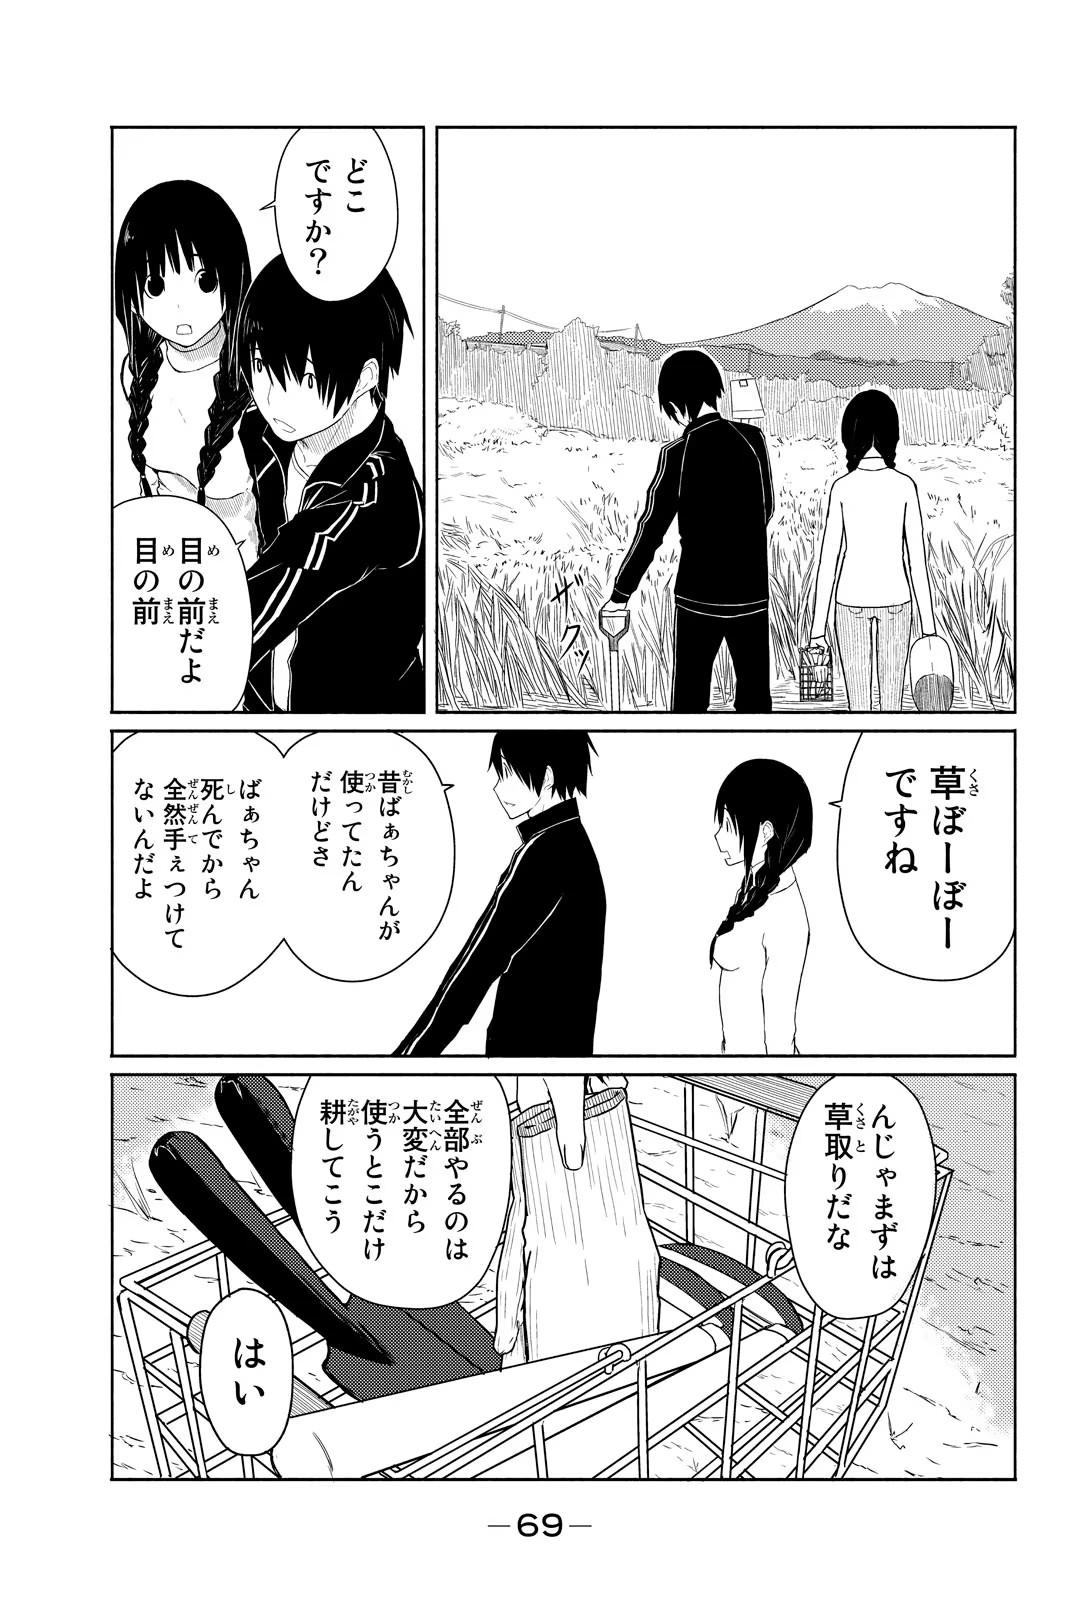 ザ
クッ
どこ
ですか?
目の前だよ
目の前
草ぼーぼー
ですね
昔ばぁちゃんが
使ってたん
だけどさ
ばぁちゃん
死んでから
全然手ぇつけて
ないんだよ
んじゃまずは
草取りだな
全部やるのは
大変だから
使うとこだけ
耕してこう
はい
—69—